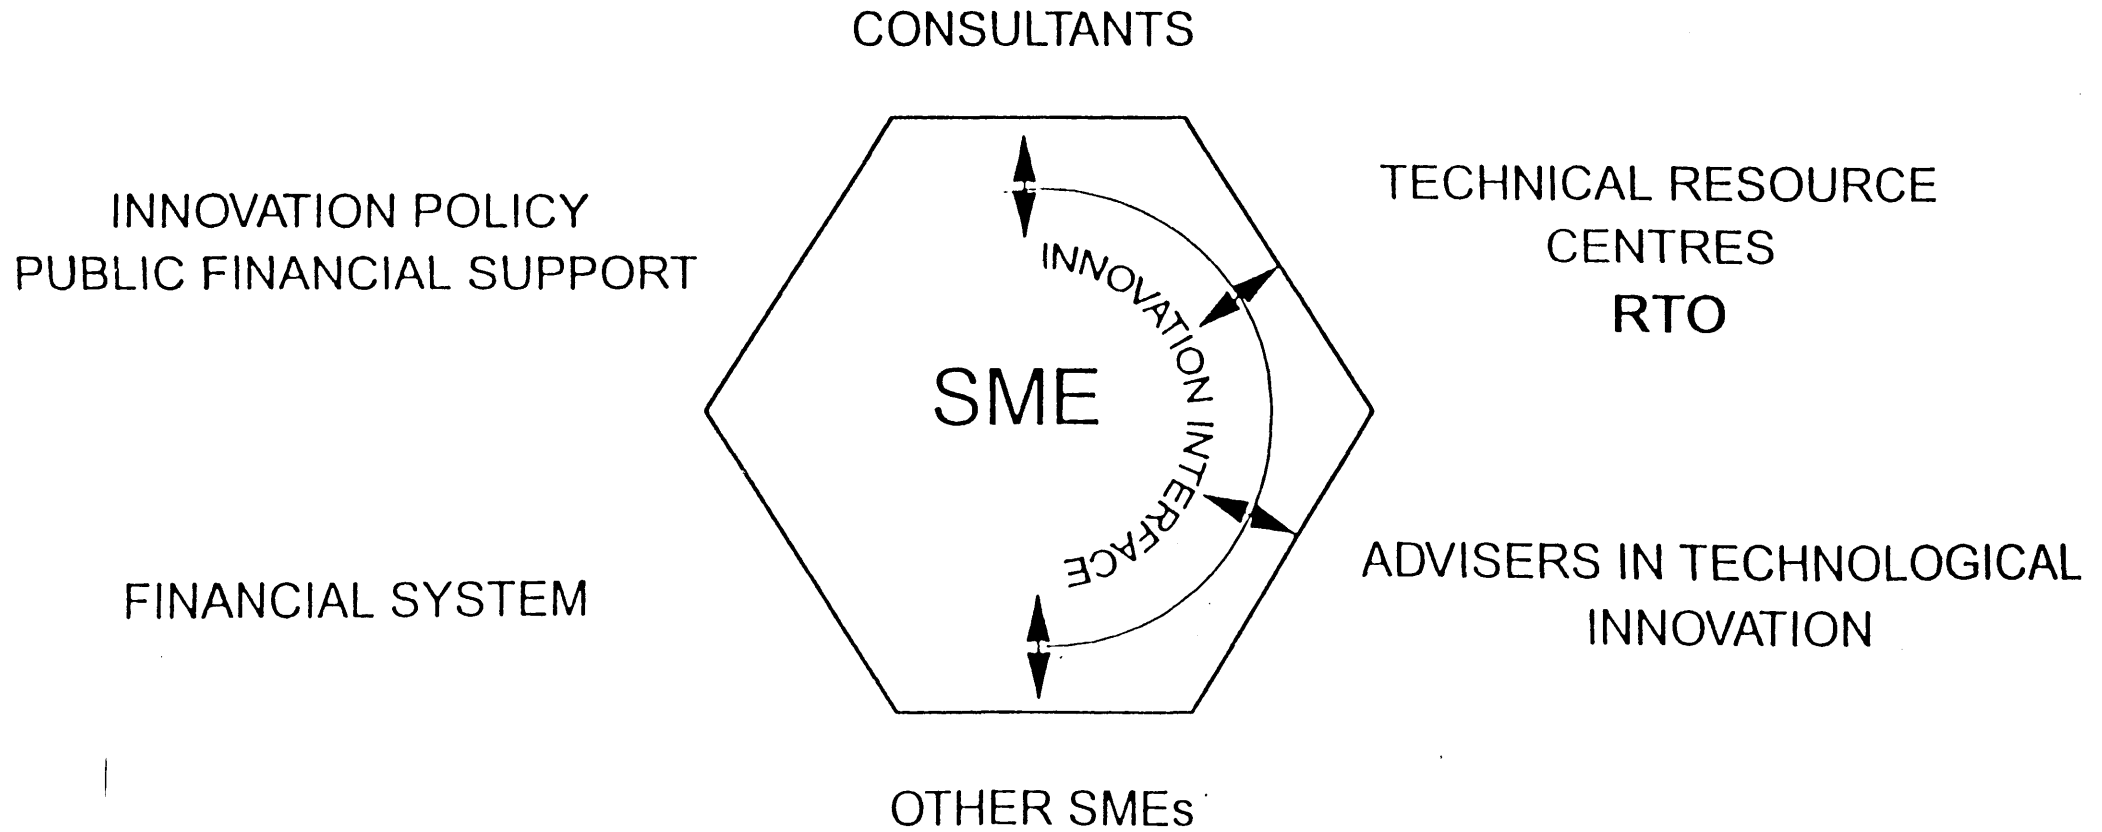 CONSULTANTS
INNOVATION POLICY
PUBLIC FINANCIAL SUPPORT
TECHNICAL RESOURCE
CENTRES
RTO
INNOVATION INTERFACE
SME
FINANCIAL SYSTEM
ADVISERS IN TECHNOLOGICAL
INNOVATION
OTHER SMEs